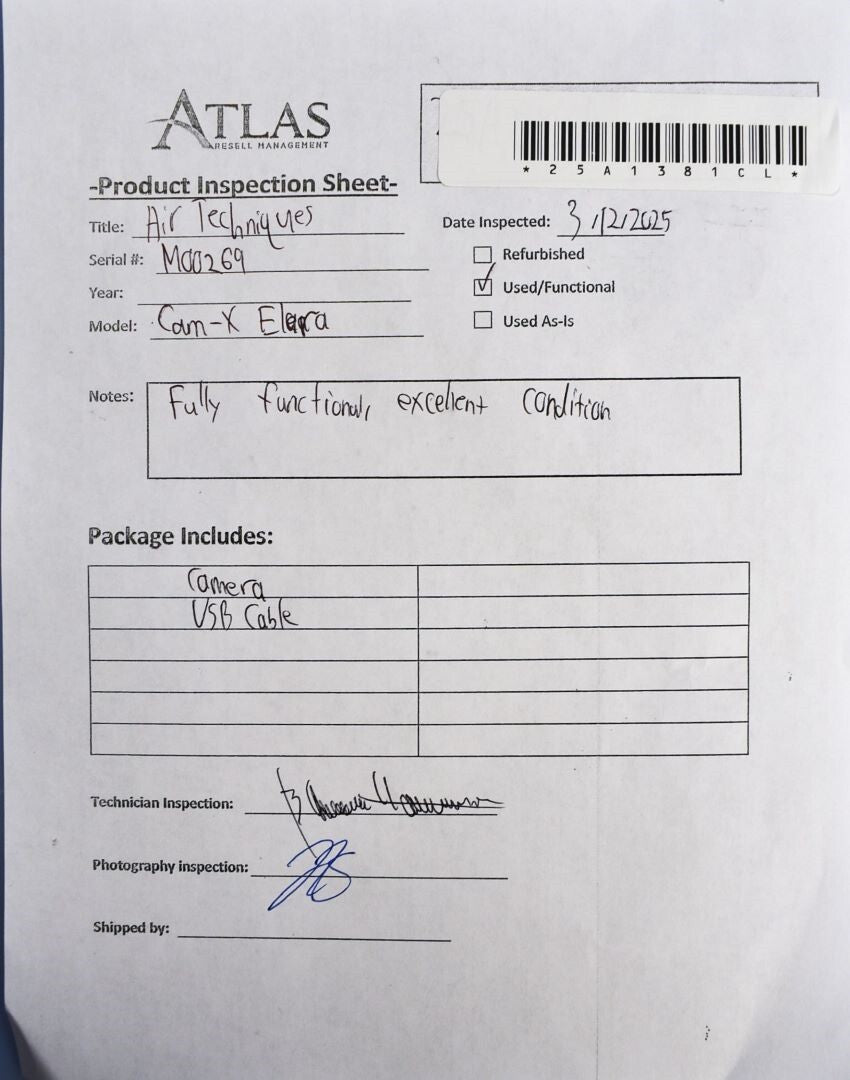 ATLAS
RESELL MANAGEMENT
*25A1381CL*
-Product Inspection Sheet-
Title: Air Techniques
Date Inspected: 3/12/2025
Serial #: M00269
Refurbished
Year:
Used/Functional
Model: Cam-X Elara
Used As-Is
Notes: Fully functional, excellent condition
Package Includes:
Camera
USB Cable
Technician Inspection:
Photography inspection:
Shipped by: